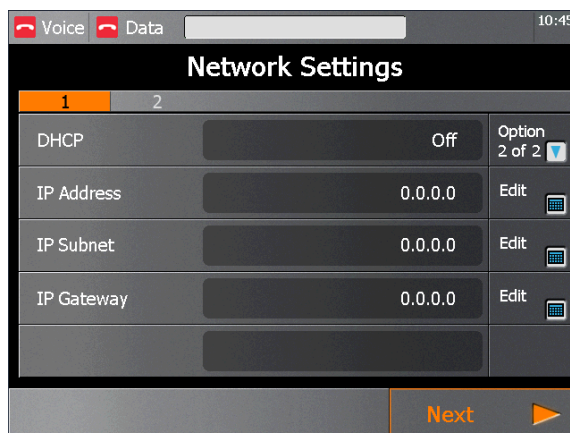 Voice Data 10:45
Network Settings
1 2
DHCP Off Option
2 of 2
IP Address 0.0.0.0 Edit
IP Subnet 0.0.0.0 Edit
IP Gateway 0.0.0.0 Edit
Next